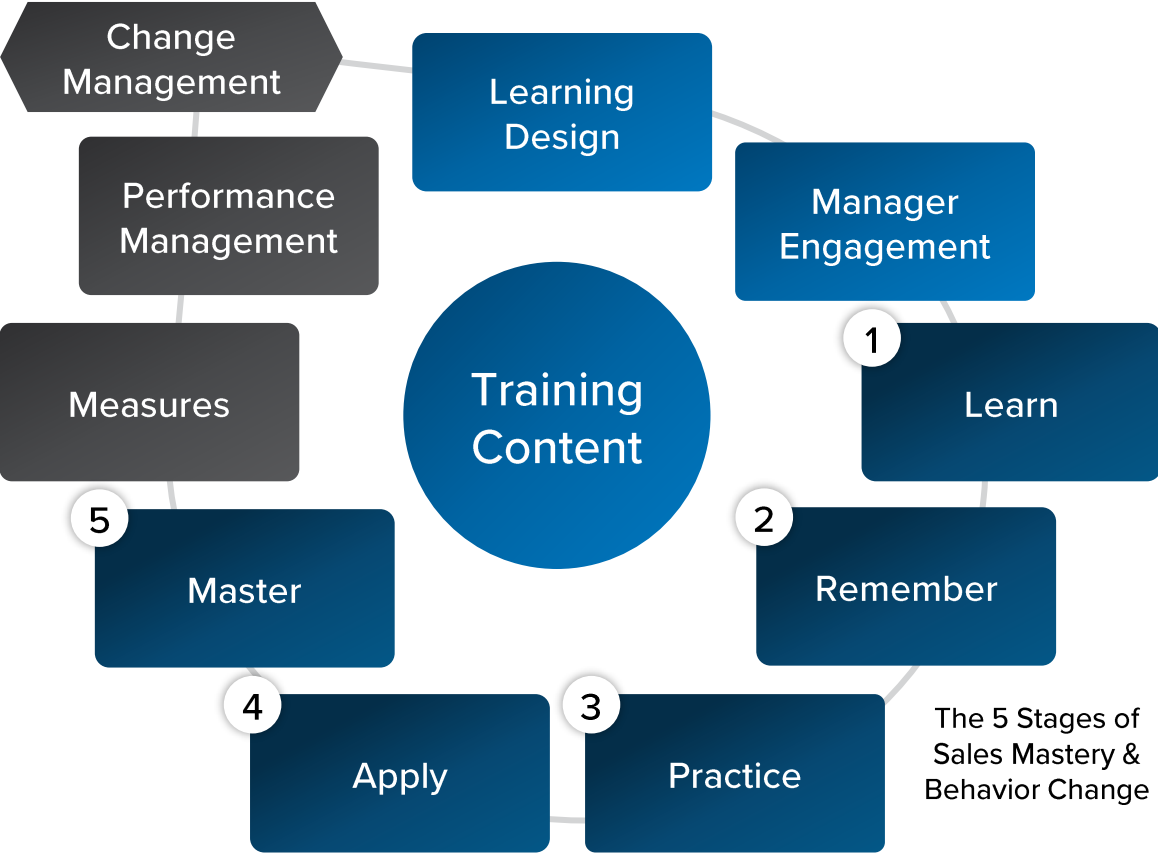 Change
Management
Learning
Design
Manager
Engagement
Performance
Management
1
Learn
Measures
Training
Content
2
Remember
5
Master
3
Practice
4
Apply
The 5 Stages of
Sales Mastery &
Behavior Change